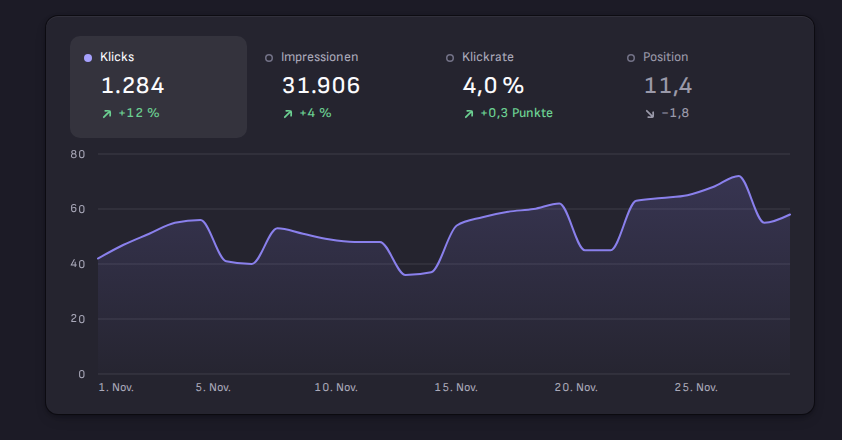 Klicks
1.284
+12 %
Impressionen
31.906
+4 %
Klickrate
4,0 %
+0,3 Punkte
Position
11,4
−1,8
80
60
40
20
0
1. Nov. 5. Nov. 10. Nov. 15. Nov. 20. Nov. 25. Nov.